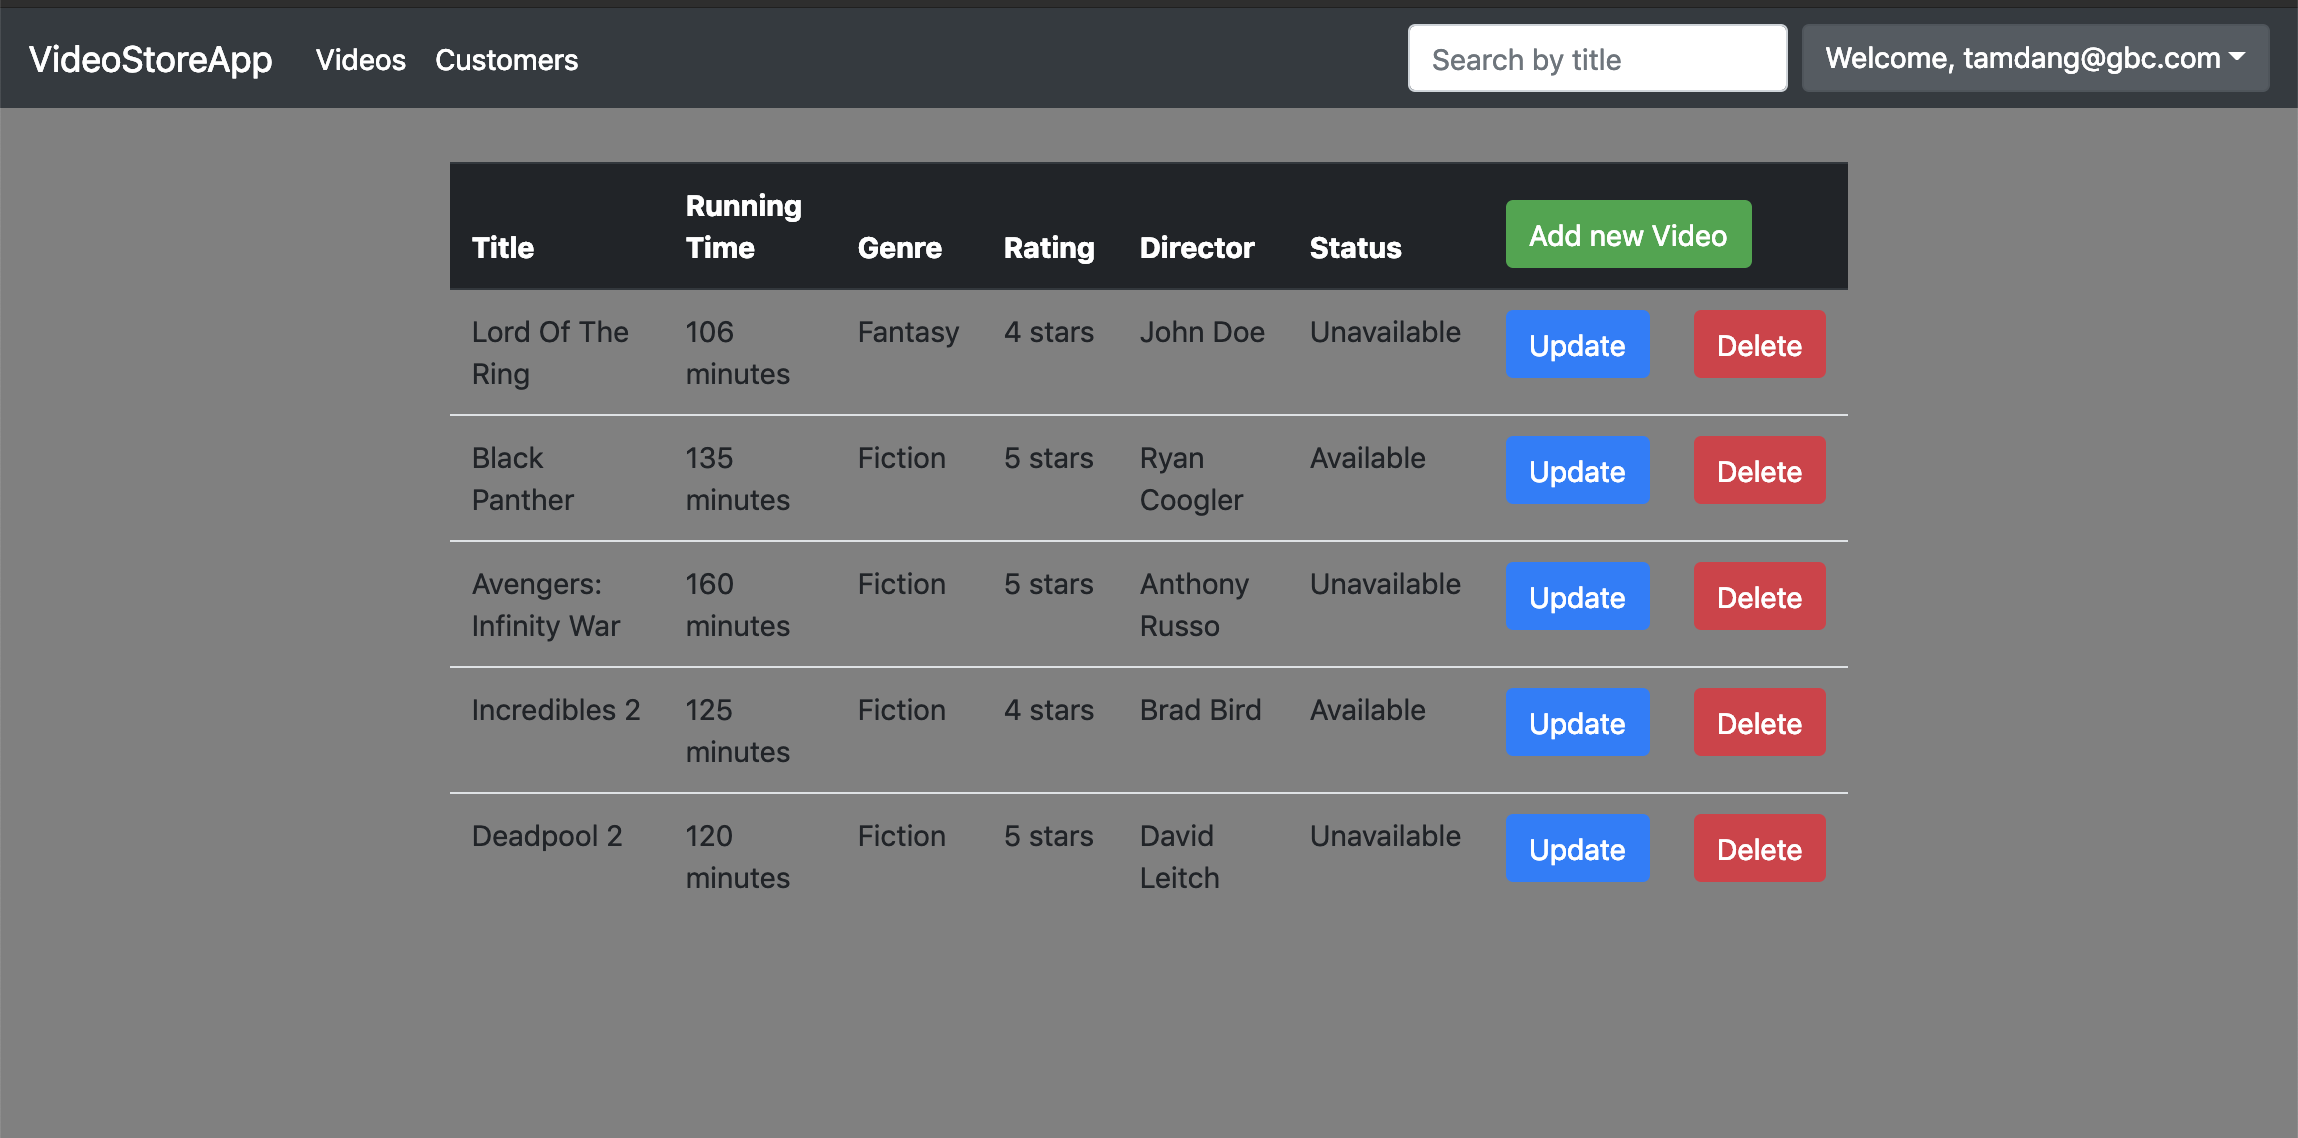 VideoStoreApp Videos Customers Search by title Welcome, tamdang@gbc.com
Title Running Time Genre Rating Director Status Add new Video
Lord Of The Ring 106 minutes Fantasy 4 stars John Doe Unavailable Update Delete
Black Panther 135 minutes Fiction 5 stars Ryan Coogler Available Update Delete
Avengers: Infinity War 160 minutes Fiction 5 stars Anthony Russo Unavailable Update Delete
Incredibles 2 125 minutes Fiction 4 stars Brad Bird Available Update Delete
Deadpool 2 120 minutes Fiction 5 stars David Leitch Unavailable Update Delete